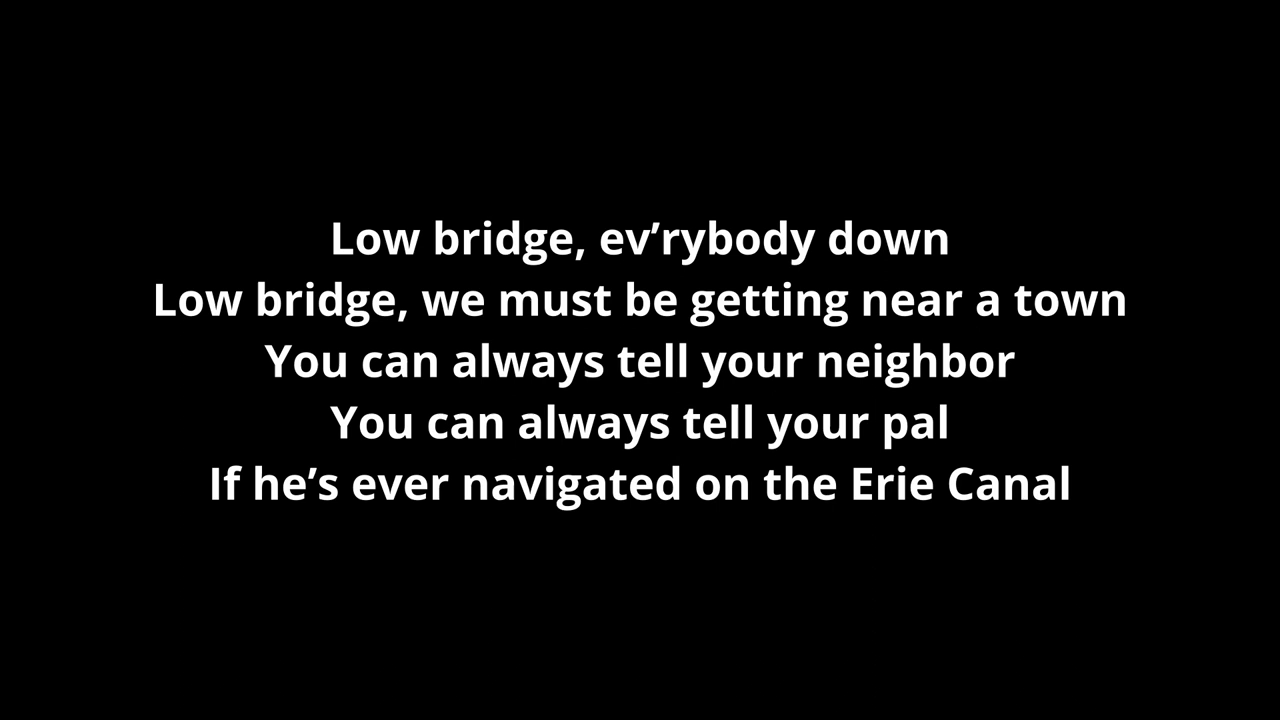 Low bridge, ev’rybody down
Low bridge, we must be getting near a town
You can always tell your neighbor
You can always tell your pal
If he’s ever navigated on the Erie Canal